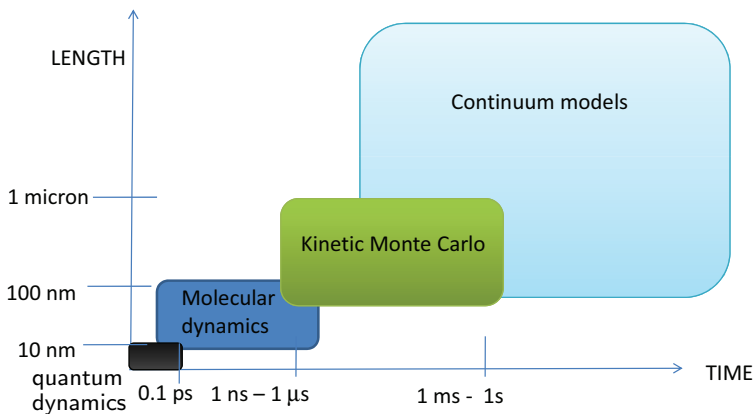 LENGTH
Continuum models
1 micron
Kinetic Monte Carlo
100 nm
Molecular
dynamics
10 nm
quantum
dynamics
0.1 ps
1 ns – 1 μs
1 ms - 1s
TIME